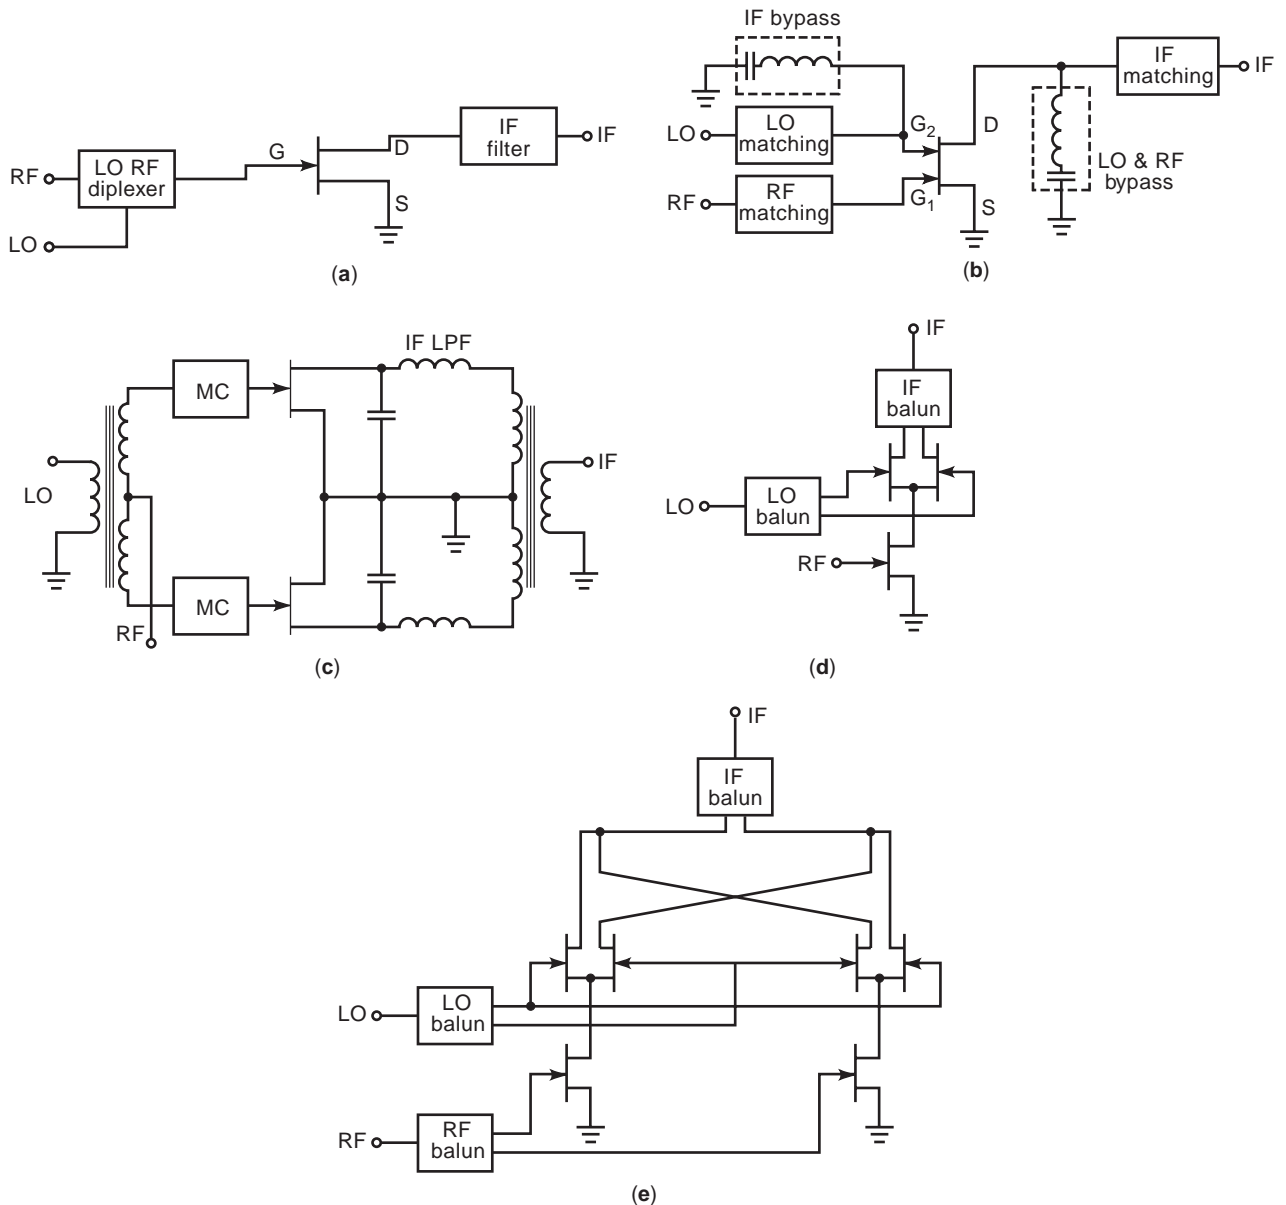 RF
LO
LO RF
diplexer
G
D
S
IF
filter
IF
(a)
IF bypass
LO
LO
matching
RF
RF
matching
G2
G1
D
S
LO & RF
bypass
IF
matching
IF
(b)
LO
MC
MC
RF
IF LPF
IF
(c)
IF
IF
balun
LO
LO
balun
RF
(d)
IF
IF
balun
LO
LO
balun
RF
RF
balun
(e)